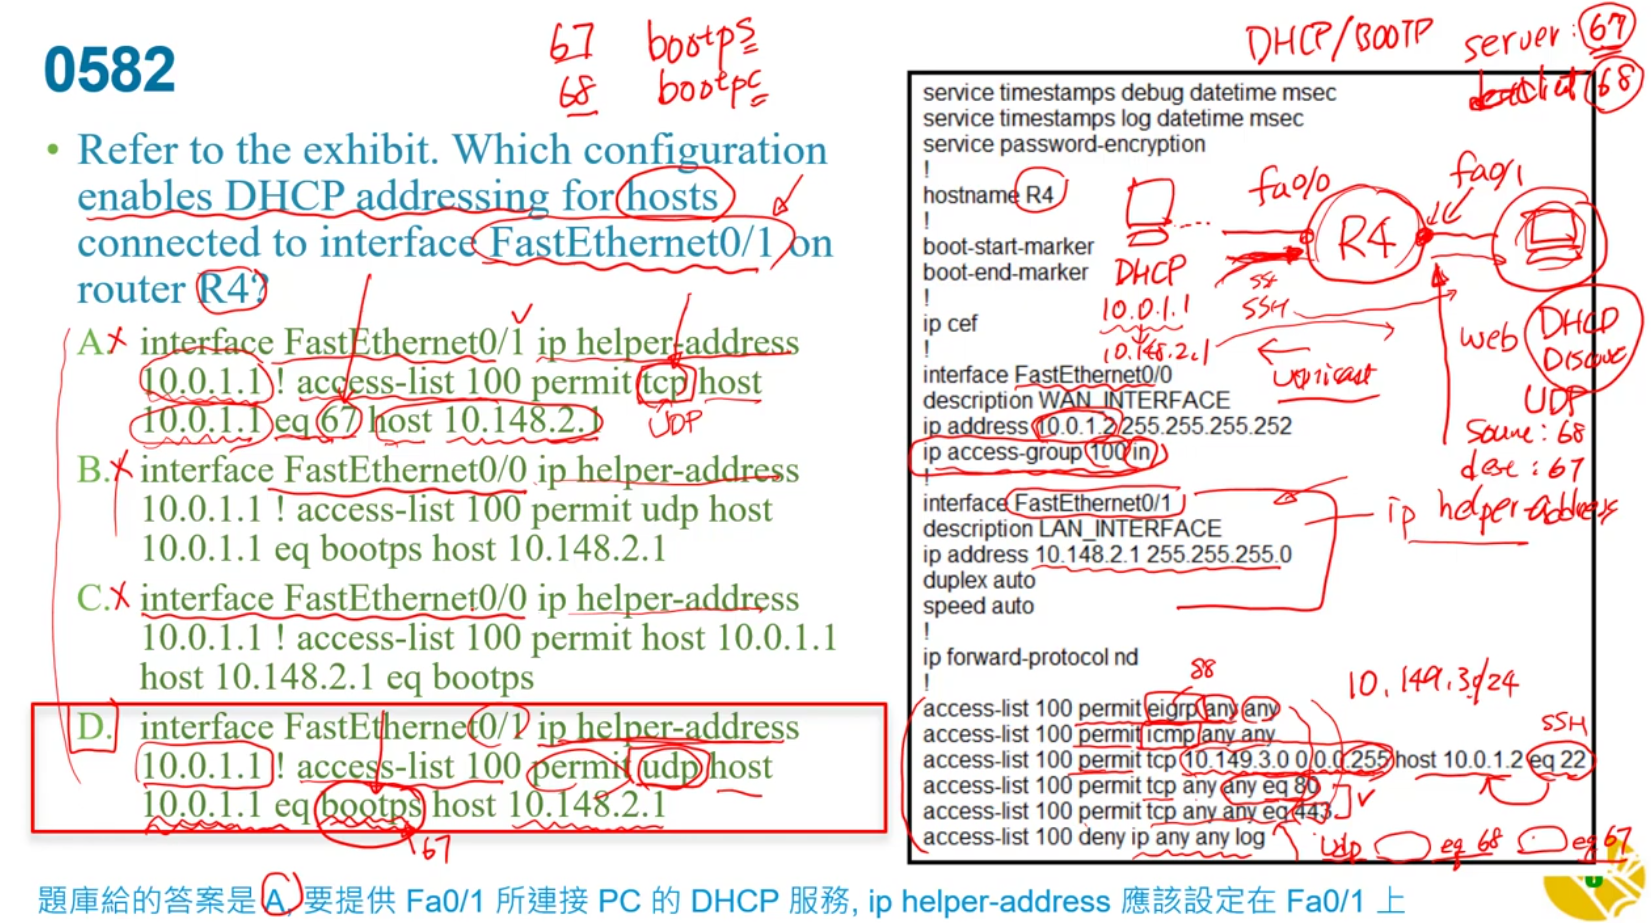 0582
67 bootps
68 bootpc
DHCP/BOOTP server: 67
68
• Refer to the exhibit. Which configuration
enables DHCP addressing for hosts
connected to interface FastEthernet0/1 on
router R4?
A. interface FastEthernet0/1 ip helper-address
10.0.1.1 ! access-list 100 permit tcp host
10.0.1.1 eq 67 host 10.148.2.1
UDP
B. interface FastEthernet0/0 ip helper-address
10.0.1.1 ! access-list 100 permit udp host
10.0.1.1 eq bootps host 10.148.2.1
C. interface FastEthernet0/0 ip helper-address
10.0.1.1 ! access-list 100 permit host 10.0.1.1
host 10.148.2.1 eq bootps
D. interface FastEthernet0/1 ip helper-address
10.0.1.1 ! access-list 100 permit udp host
10.0.1.1 eq bootps host 10.148.2.1
67
service timestamps debug datetime msec
service timestamps log datetime msec
service password-encryption
!
hostname R4
!
boot-start-marker
boot-end-marker
!
ip cef
!
interface FastEthernet0/0
description WAN_INTERFACE
ip address 10.0.1.2 255.255.255.252
ip access-group 100 in
!
interface FastEthernet0/1
description LAN_INTERFACE
ip address 10.148.2.1 255.255.255.0
duplex auto
speed auto
!
ip forward-protocol nd
!
access-list 100 permit eigrp any any
access-list 100 permit icmp any any
access-list 100 permit tcp 10.149.3.0 0.0.0.255 host 10.0.1.2 eq 22
access-list 100 permit tcp any any eq 80
access-list 100 permit tcp any any eq 443
access-list 100 deny ip any any log
fa0/0
fa0/1
R4
DHCP
10.0.1.1
10.148.2.1
SSH
web
DHCP
unicast
UDP
Source: 68
dest: 67
ip helper-address
88
10.149.3/24
SSH
udp eq 68 eq 67
題庫給的答案是 A, 要提供 Fa0/1 所連接 PC 的 DHCP 服務, ip helper-address 應該設定在 Fa0/1 上